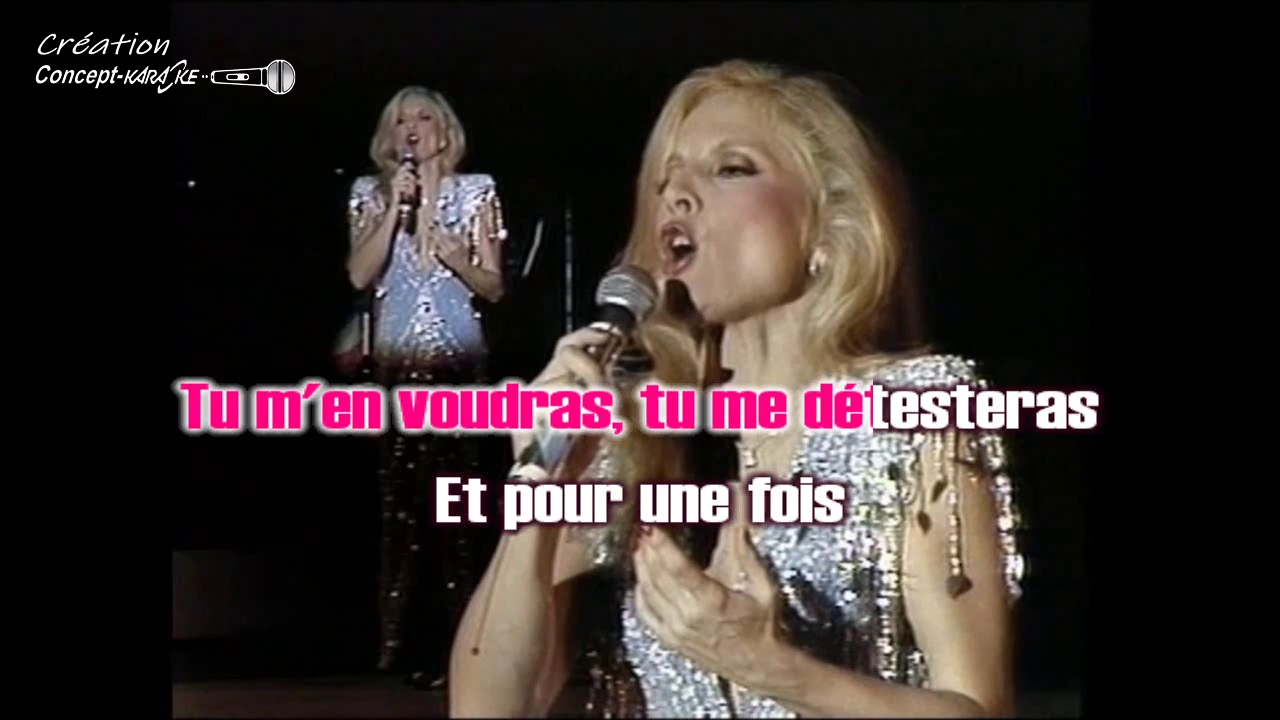 Création
Concept-KARAOKE
Tu m'en voudras, tu me détesteras
Et pour une fois